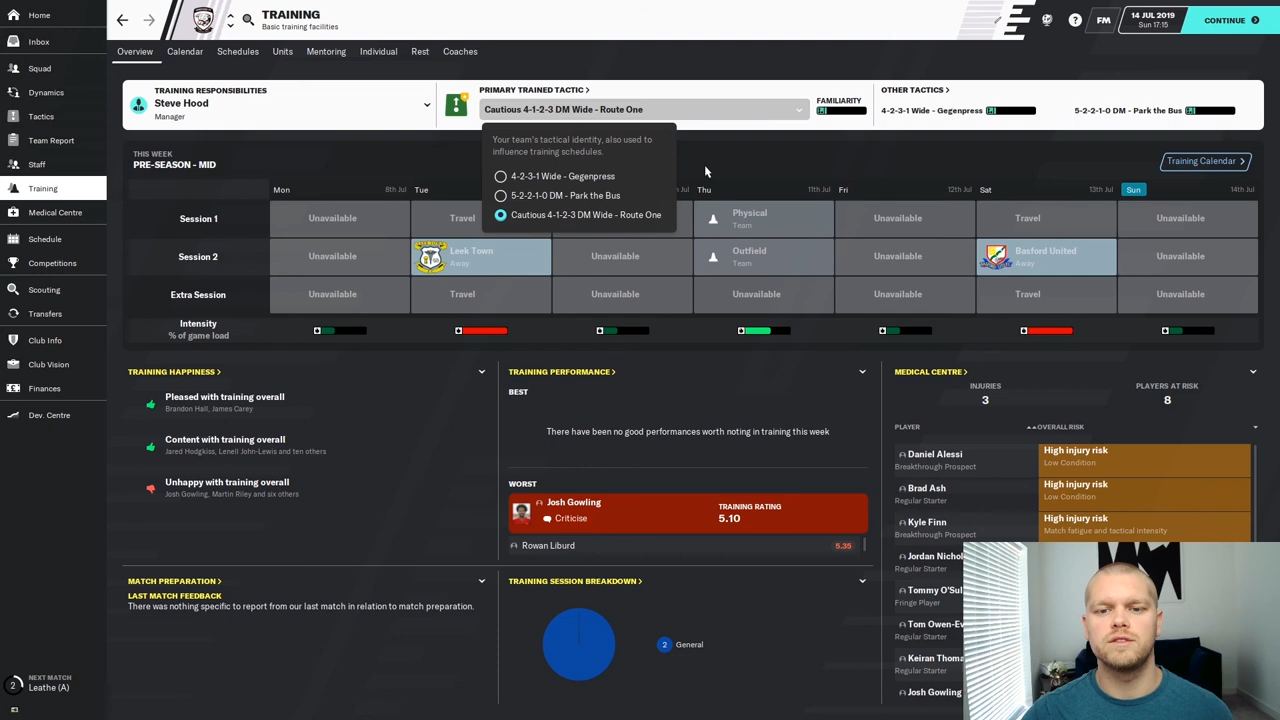 Home
Inbox
Squad
Dynamics
Tactics
Team Report
Staff
Training
Medical Centre
Schedule
Competitions
Scouting
Transfers
Club Info
Club Vision
Finances
Dev. Centre
2
NEXT MATCH
Leathe (A)
TRAINING
Basic training facilities
FM
14 JUL 2019
Sun 17:15
CONTINUE
Overview
Calendar
Schedules
Units
Mentoring
Individual
Rest
Coaches
TRAINING RESPONSIBILITIES >
Steve Hood
Manager
PRIMARY TRAINED TACTIC >
Cautious 4-1-2-3 DM Wide - Route One
FAMILIARITY
OTHER TACTICS >
4-2-3-1 Wide - Gegenpress
5-2-2-1-0 DM - Park the Bus
Your team's tactical identity, also used to
influence training schedules.
4-2-3-1 Wide - Gegenpress
5-2-2-1-0 DM - Park the Bus
Cautious 4-1-2-3 DM Wide - Route One
THIS WEEK
PRE-SEASON - MID
Training Calendar >
Mon 8th Jul Tue Jul Thu 11th Jul Fri 12th Jul Sat 13th Jul Sun 14th Jul
Session 1 Unavailable Travel Physical Team Unavailable Travel Unavailable
Session 2 Unavailable Leek Town Away Unavailable Outfield Team Unavailable Basford United Away Unavailable
Extra Session Unavailable Travel Unavailable Unavailable Unavailable Travel Unavailable
Intensity
% of game load
TRAINING HAPPINESS >
Pleased with training overall
Brandon Hall, James Carey
Content with training overall
Jared Hodgkiss, Lenell John-Lewis and ten others
Unhappy with training overall
Josh Gowling, Martin Riley and six others
TRAINING PERFORMANCE >
BEST
There have been no good performances worth noting in training this week
WORST
Josh Gowling
Criticise
TRAINING RATING
5.10
Rowan Liburd 5.35
MEDICAL CENTRE >
INJURIES
3
PLAYERS AT RISK
8
PLAYER OVERALL RISK
Daniel Alessi
Breakthrough Prospect
High injury risk
Low Condition
Brad Ash
Regular Starter
High injury risk
Low Condition
Kyle Finn
Breakthrough Prospect
High injury risk
Match fatigue and tactical intensity
Jordan Nichol
Regular Starter
Tommy O'Sul
Fringe Player
Tom Owen-Ev
Regular Starter
Keiran Thoma
Regular Starter
Josh Gowling
MATCH PREPARATION >
LAST MATCH FEEDBACK
There was nothing specific to report from our last match in relation to match preparation.
TRAINING SESSION BREAKDOWN >
2 General